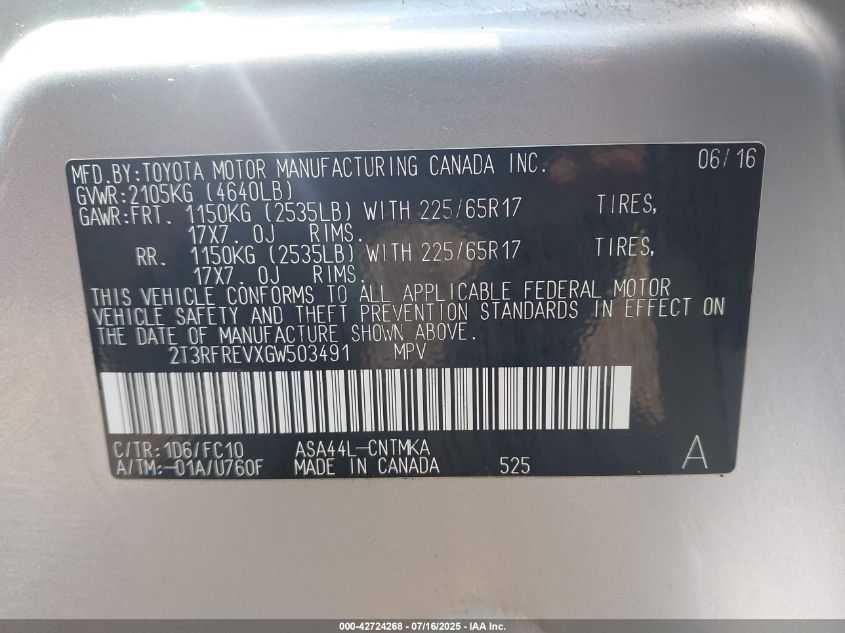 MFD.BY:TOYOTA MOTOR MANUFACTURING CANADA INC. 06/16
GVWR:2105KG (4640LB)
GAWR:FRT. 1150KG (2535LB) WITH 225/65R17 TIRES,
17X7.0J RIMS.
RR. 1150KG (2535LB) WITH 225/65R17 TIRES,
17X7.0J RIMS.
THIS VEHICLE CONFORMS TO ALL APPLICABLE FEDERAL MOTOR
VEHICLE SAFETY AND THEFT PREVENTION STANDARDS IN EFFECT ON
THE DATE OF MANUFACTURE SHOWN ABOVE.
2T3RFREVXGW503491 MPV
C/TR:1D6/FC10 ASA44L-CNTMKA
A/TM:-01A/U760F MADE IN CANADA 525 A
000-42724268 - 07/16/2025 - IAA Inc.